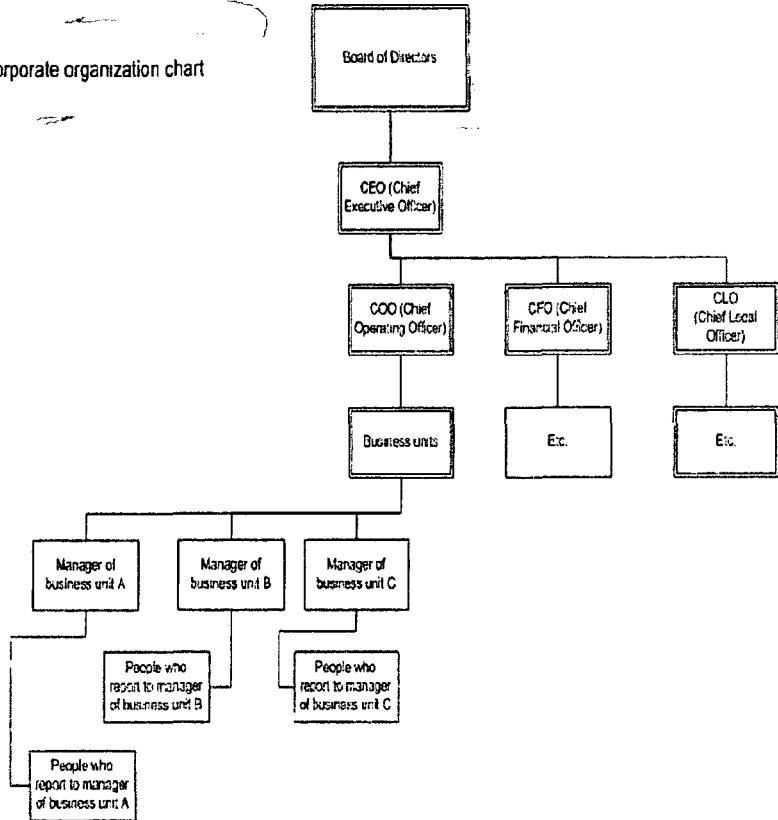 orporate organization chart
Board of Directors
CEO (Chief
Executive Officer)
COO (Chief
Operating Officer)
CFO (Chief
Financial Officer)
CLO
(Chief Local
Officer)
Business units
Etc.
Etc.
Manager of
business unit A
Manager of
business unit B
Manager of
business unit C
People who
report to manager
of business unit B
People who
report to manager
of business unit C
People who
report to manager
of business unit A